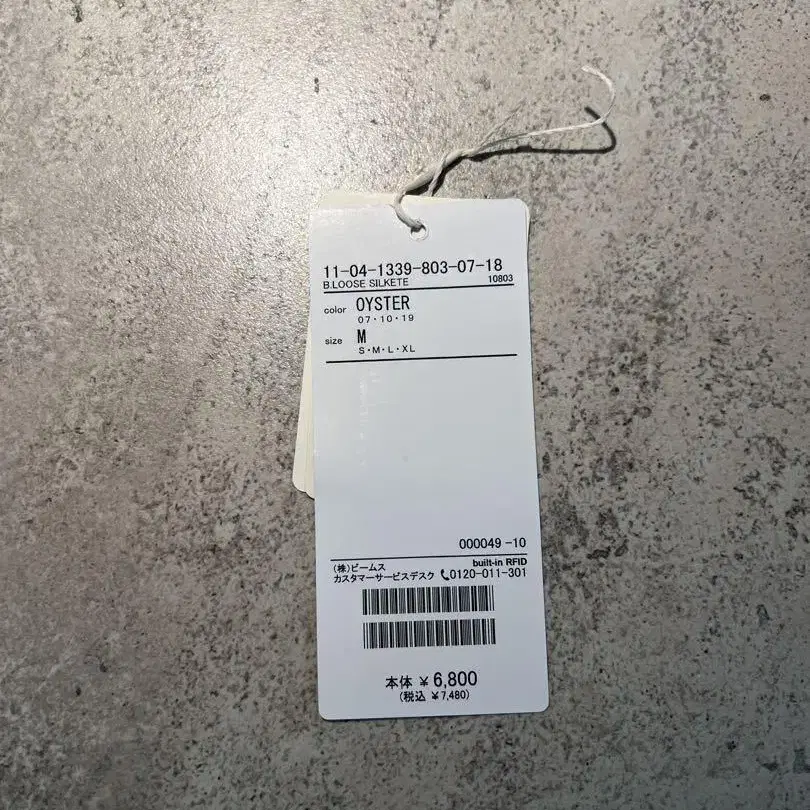 11-04-1339-803-07-18
B.LOOSE SILKETE 10803
color OYSTER
07・10・19
size M
S・M・L・XL
000049 -10
built-in RFID
(株)ビームス
カスタマーサービスデスク 0120-011-301
本体 ¥6,800
(税込 ¥7,480)